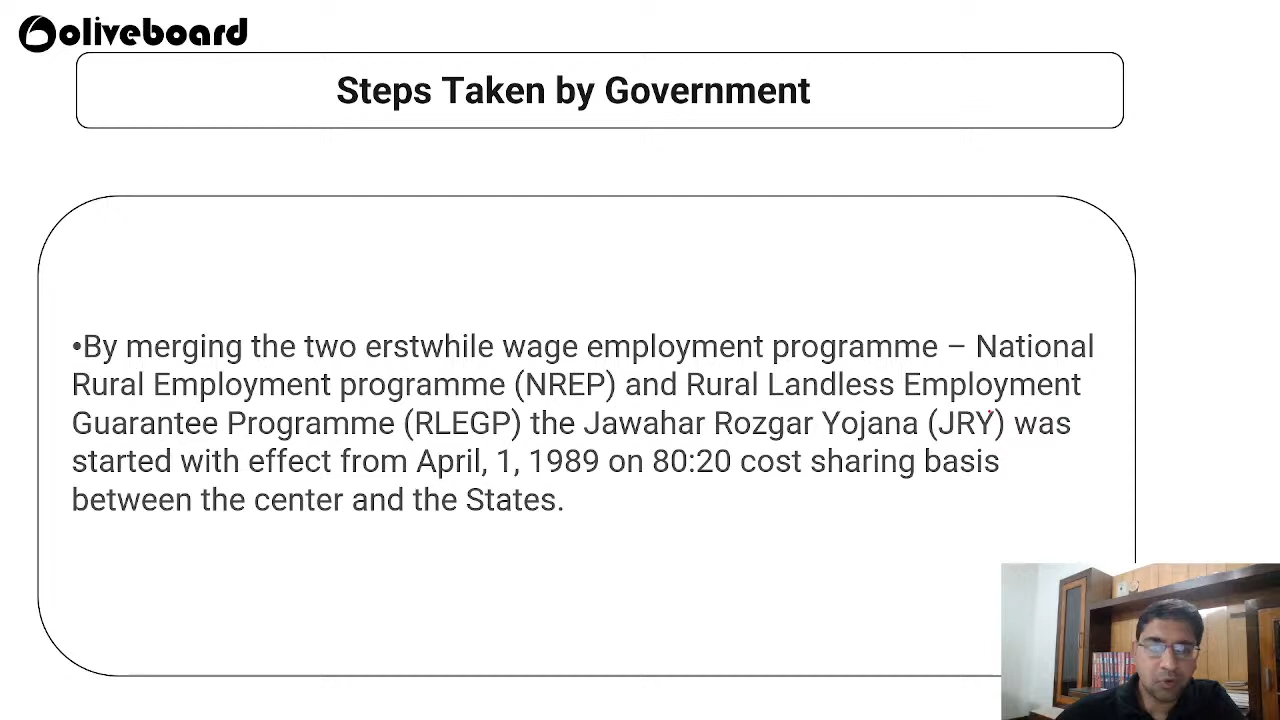 oliveboard
Steps Taken by Government
•By merging the two erstwhile wage employment programme – National
Rural Employment programme (NREP) and Rural Landless Employment
Guarantee Programme (RLEGP) the Jawahar Rozgar Yojana (JRY) was
started with effect from April, 1, 1989 on 80:20 cost sharing basis
between the center and the States.